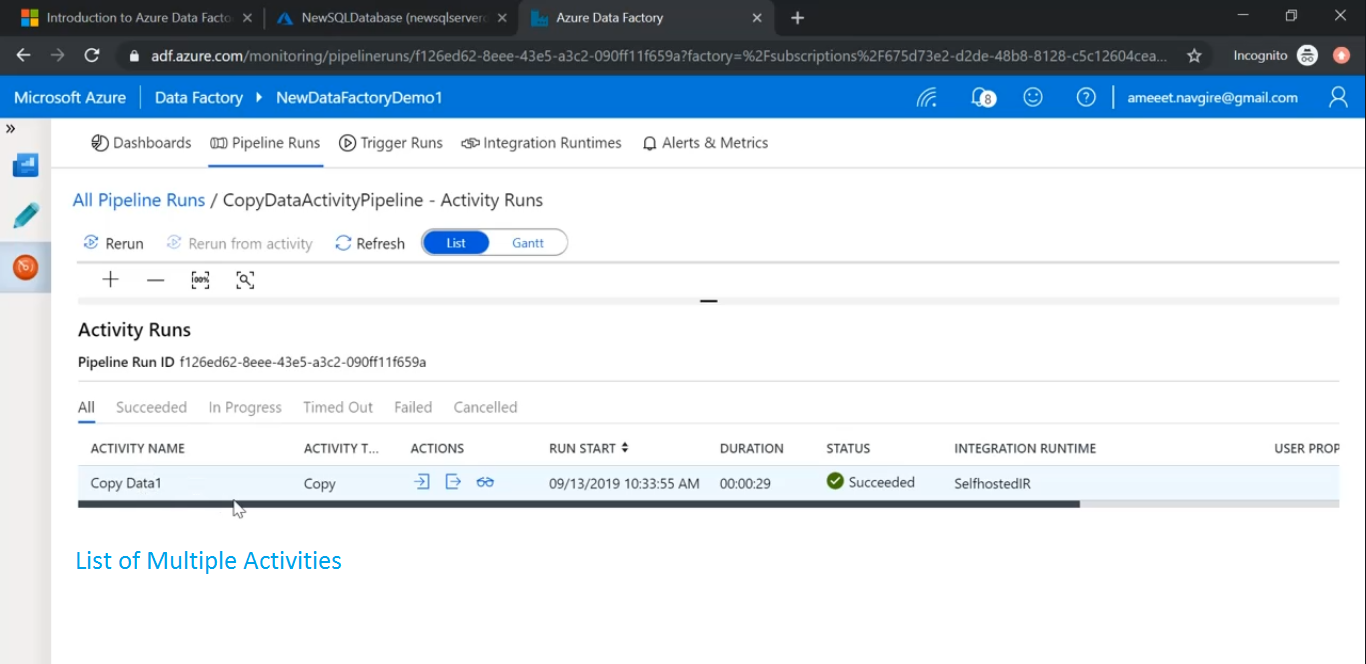 Introduction to Azure Data Facto
NewSQLDatabase (newsqlserver
Azure Data Factory
adf.azure.com/monitoring/pipelineruns/f126ed62-8eee-43e5-a3c2-090ff11f659a?factory=%2Fsubscriptions%2F675d73e2-d2de-48b8-8128-c5c12604cea...
Incognito
Microsoft Azure
Data Factory
NewDataFactoryDemo1
8
ameeet.navgire@gmail.com
Dashboards
Pipeline Runs
Trigger Runs
Integration Runtimes
Alerts & Metrics
All Pipeline Runs / CopyDataActivityPipeline - Activity Runs
Rerun
Rerun from activity
Refresh
List
Gantt
100%
Activity Runs
Pipeline Run ID f126ed62-8eee-43e5-a3c2-090ff11f659a
All
Succeeded
In Progress
Timed Out
Failed
Cancelled
ACTIVITY NAME
ACTIVITY T...
ACTIONS
RUN START
DURATION
STATUS
INTEGRATION RUNTIME
USER PROP
Copy Data1
Copy
09/13/2019 10:33:55 AM
00:00:29
Succeeded
SelfhostedIR
List of Multiple Activities